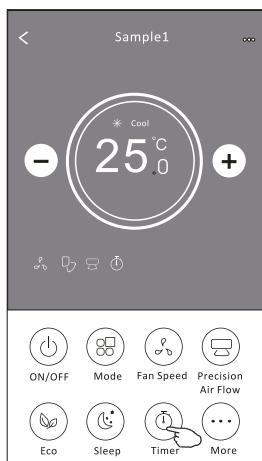 Sample1
Cool
25.0°C
ON/OFF Mode Fan Speed Precision Air Flow
Eco Sleep Timer More